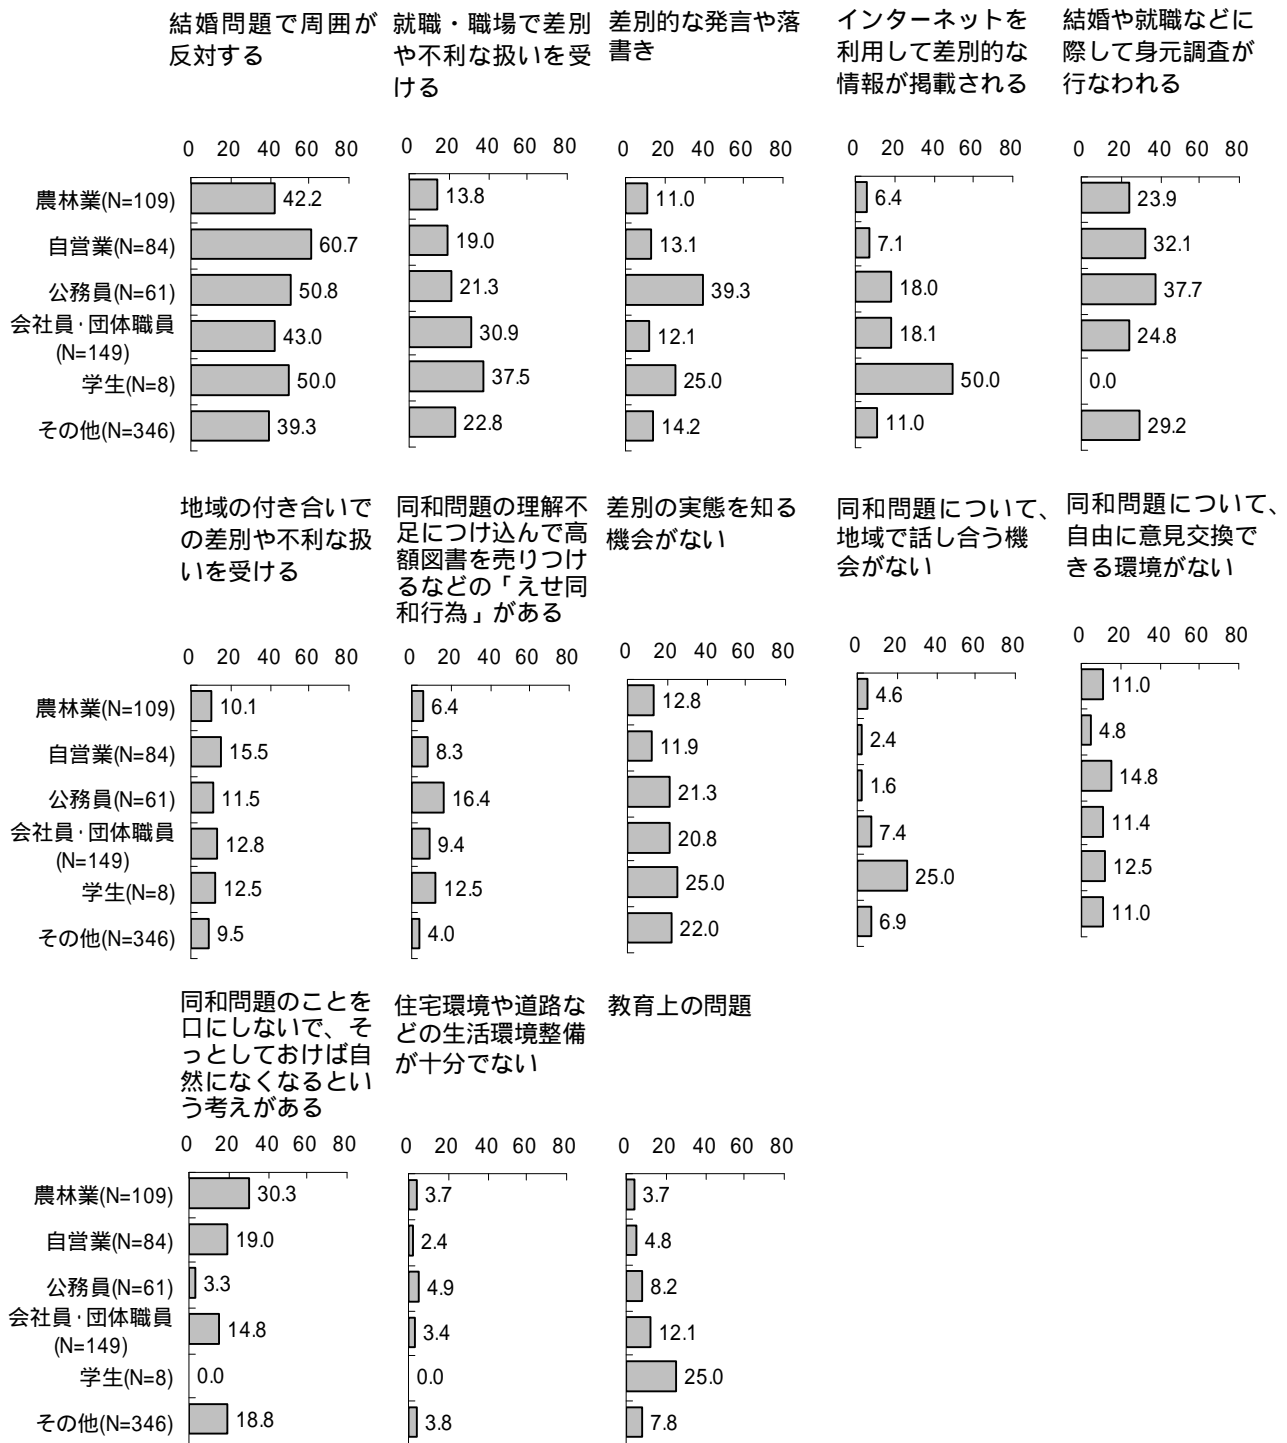 結婚問題で周囲が
反対する
就職・職場で差別
や不利な扱いを受
ける
差別的な発言や落
書き
インターネットを
利用して差別的な
情報が掲載される
結婚や就職などに
際して身元調査が
行なわれる
0 20 40 60 80
0 20 40 60 80
0 20 40 60 80
0 20 40 60 80
0 20 40 60 80
農林業(N=109) 42.2 13.8 11.0 6.4 23.9
自営業(N=84) 60.7 19.0 13.1 7.1 32.1
公務員(N=61) 50.8 21.3 39.3 18.0 37.7
会社員・団体職員
(N=149)
43.0 30.9 12.1 18.1 24.8
学生(N=8) 50.0 37.5 25.0 50.0 0.0
その他(N=346) 39.3 22.8 14.2 11.0 29.2
地域の付き合いで
の差別や不利な扱
いを受ける
同和問題の理解不
足につけ込んで高
額図書を売りつけ
るなどの「えせ同
和行為」がある
差別の実態を知る
機会がない
同和問題について、
地域で話し合う機
会がない
同和問題について、
自由に意見交換で
きる環境がない
0 20 40 60 80
0 20 40 60 80
0 20 40 60 80
0 20 40 60 80
0 20 40 60 80
農林業(N=109) 10.1 6.4 12.8 4.6 11.0
自営業(N=84) 15.5 8.3 11.9 2.4 4.8
公務員(N=61) 11.5 16.4 21.3 1.6 14.8
会社員・団体職員
(N=149)
12.8 9.4 20.8 7.4 11.4
学生(N=8) 12.5 12.5 25.0 25.0 12.5
その他(N=346) 9.5 4.0 22.0 6.9 11.0
同和問題のことを
口にしないで、そ
っとしておけば自
然になくなるとい
う考えがある
住宅環境や道路な
どの生活環境整備
が十分でない
教育上の問題
0 20 40 60 80
0 20 40 60 80
0 20 40 60 80
農林業(N=109) 30.3 3.7 3.7
自営業(N=84) 19.0 2.4 4.8
公務員(N=61) 3.3 4.9 8.2
会社員・団体職員
(N=149)
14.8 3.4 12.1
学生(N=8) 0.0 0.0 25.0
その他(N=346) 18.8 3.8 7.8